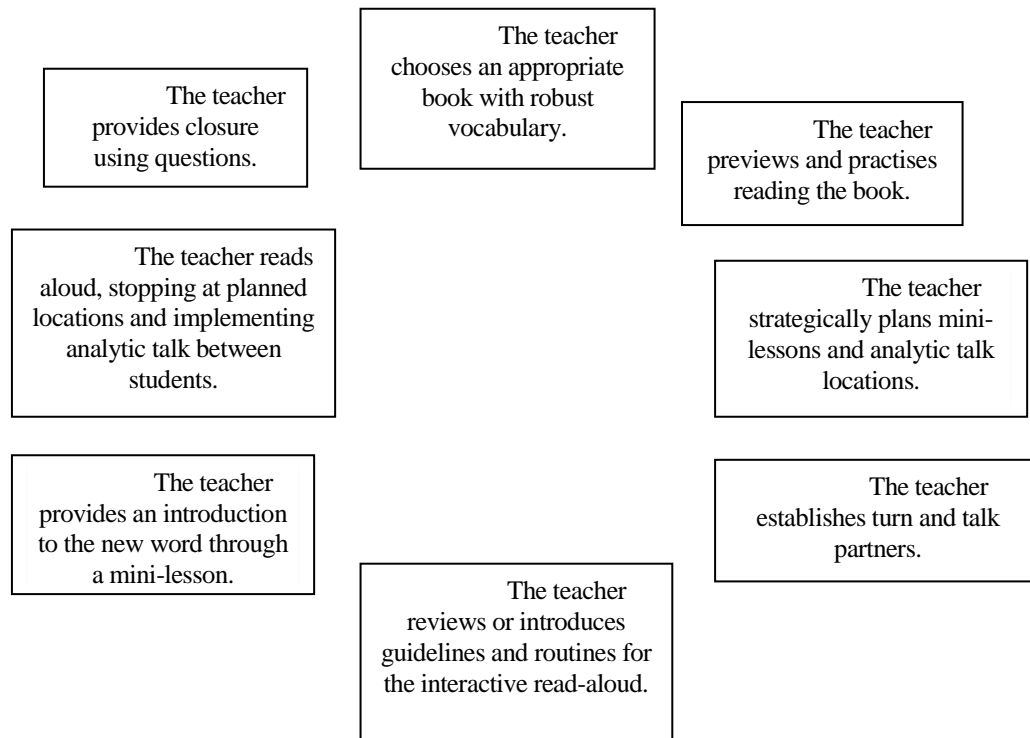 The teacher
chooses an appropriate
book with robust
vocabulary.
The teacher
previews and practises
reading the book.
The teacher
strategically plans mini-
lessons and analytic talk
locations.
The teacher
establishes turn and talk
partners.
The teacher
reviews or introduces
guidelines and routines for
the interactive read-aloud.
The teacher
provides an introduction
to the new word through
a mini-lesson.
The teacher reads
aloud, stopping at planned
locations and implementing
analytic talk between
students.
The teacher
provides closure
using questions.